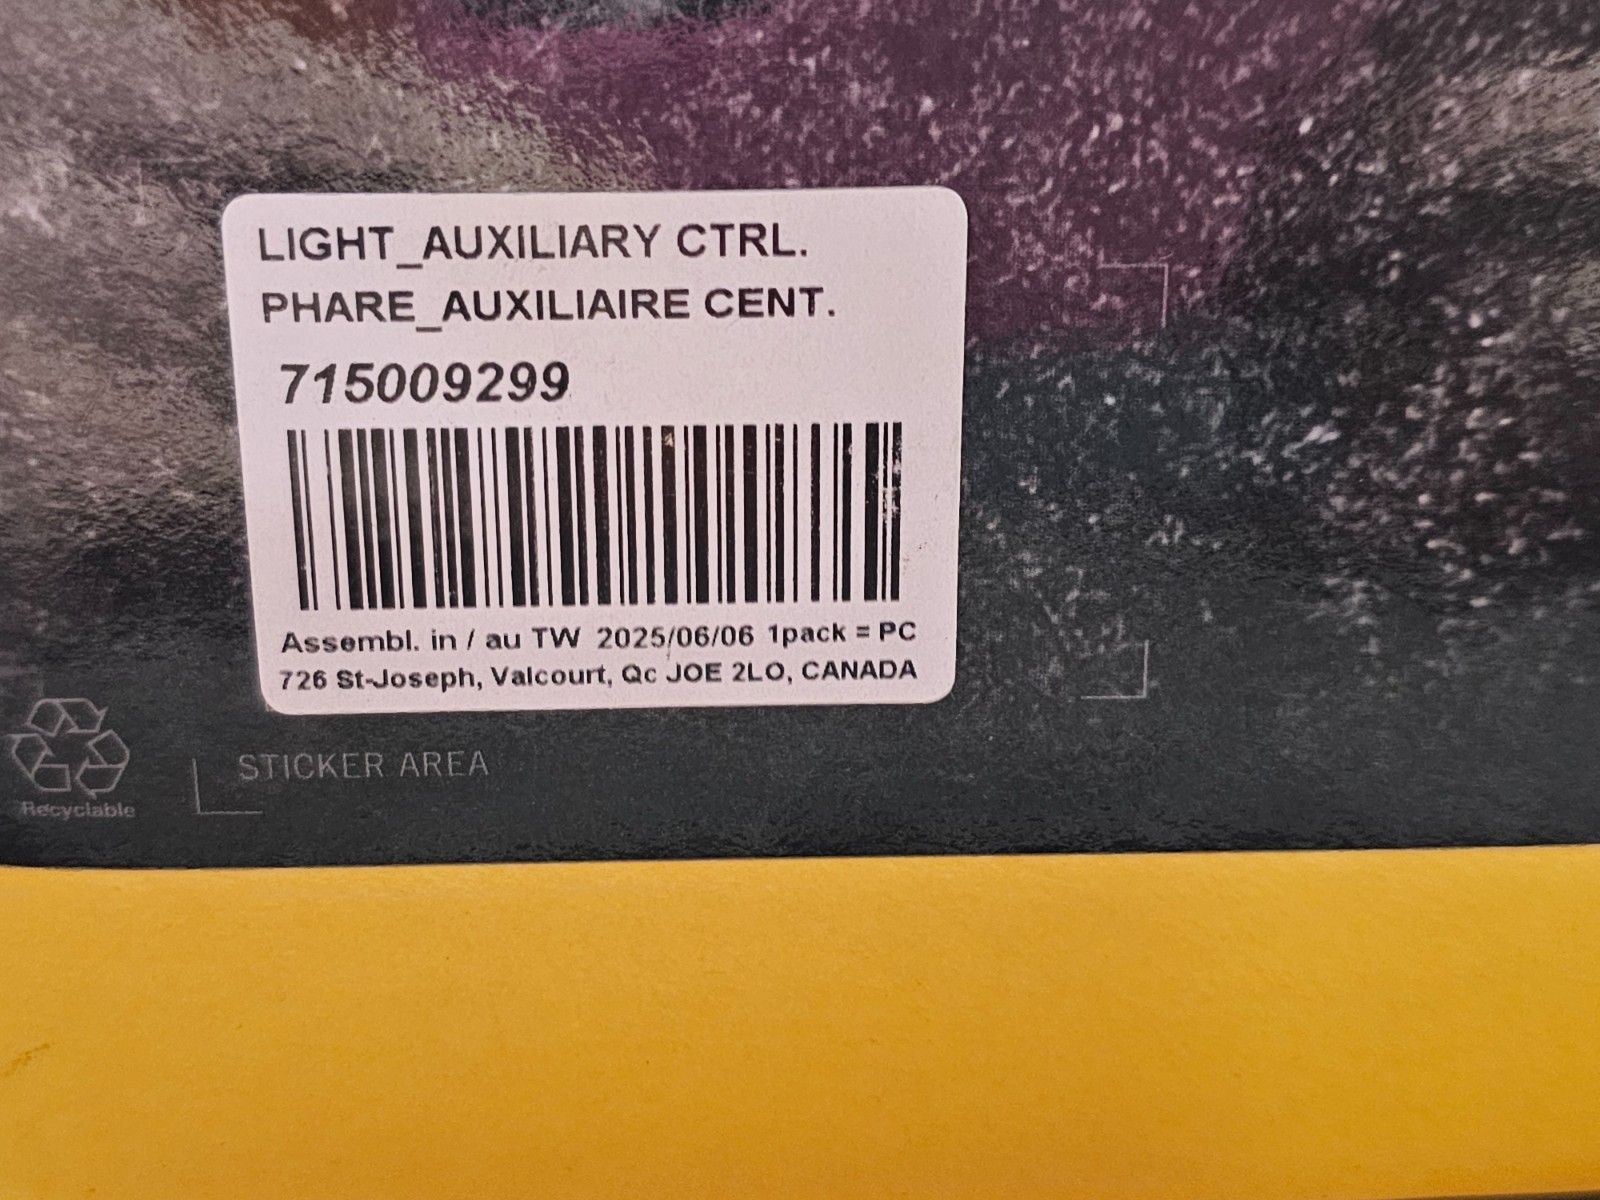 LIGHT_AUXILIARY CTRL.
PHARE_AUXILIAIRE CENT.
715009299
Assembl. in / au TW 2025/06/06 1pack = PC
726 St-Joseph, Valcourt, Qc JOE 2LO, CANADA
STICKER AREA
Recyclable